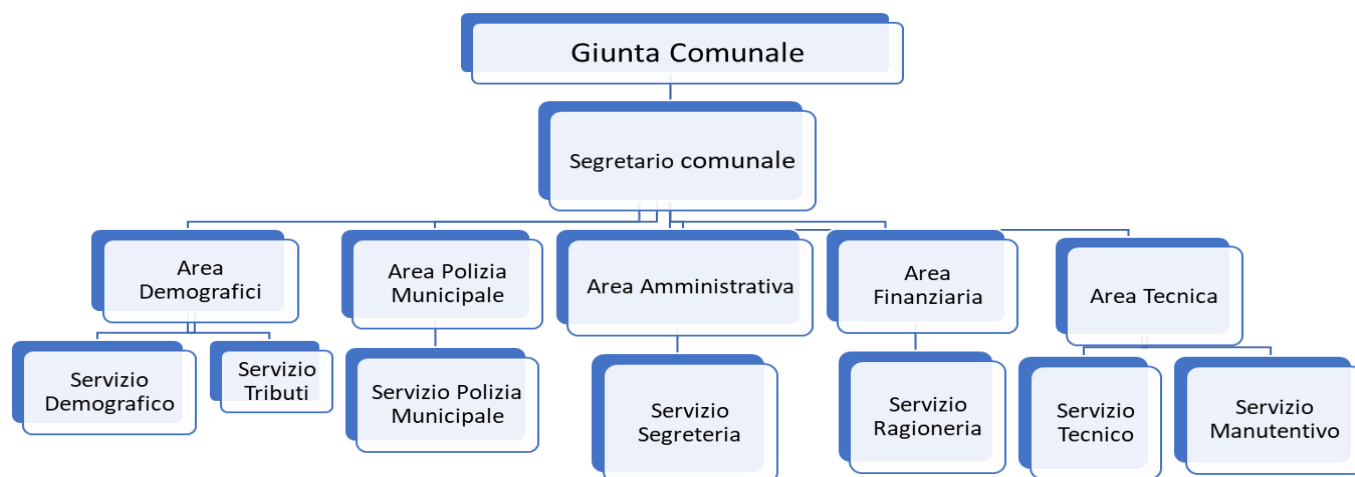 Giunta Comunale
Segretario comunale
Area
Demografici
Area Polizia
Municipale
Area Amministrativa
Area
Finanziaria
Area Tecnica
Servizio
Demografico
Servizio
Tributi
Servizio Polizia
Municipale
Servizio
Segreteria
Servizio
Ragioneria
Servizio
Tecnico
Servizio
Manutentivo